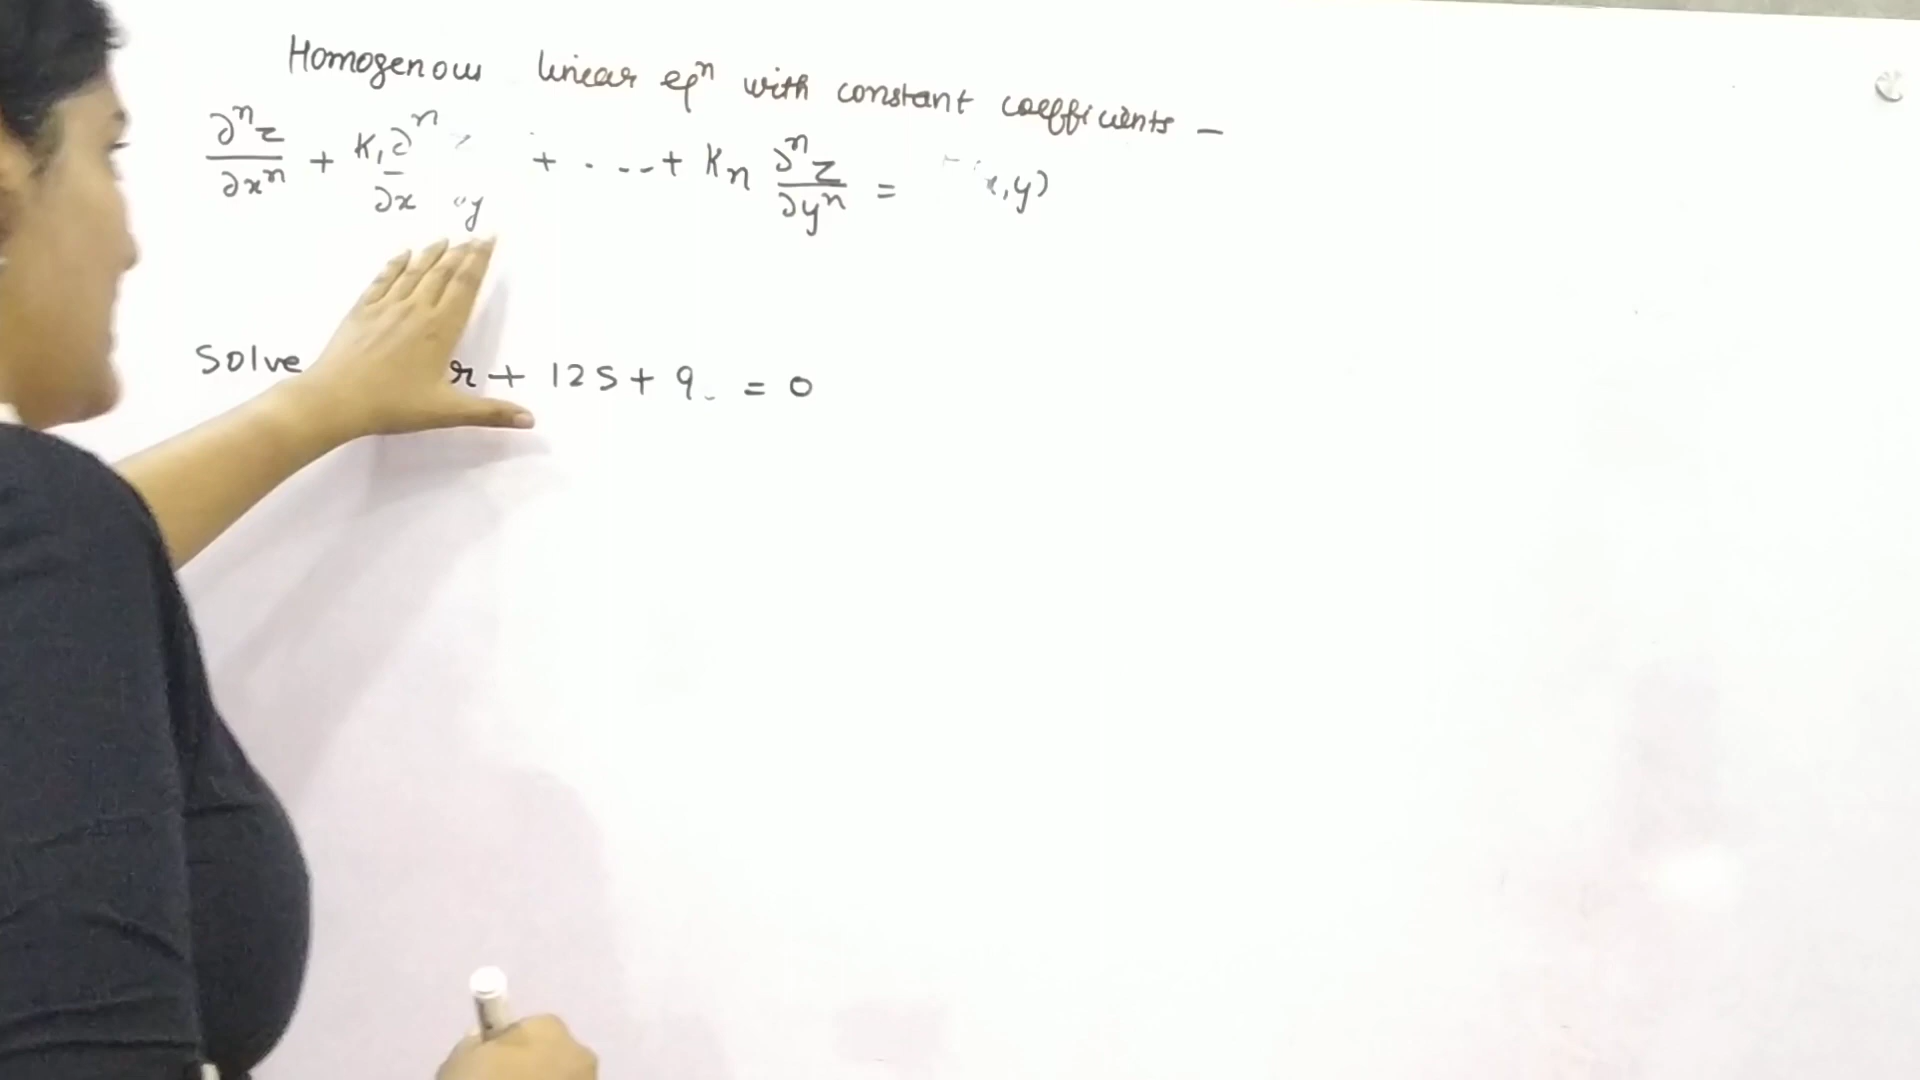 Homogenous linear eqⁿ with constant coefficients –
∂ⁿz/∂xⁿ + K₁∂ⁿ/∂x y + . ... + Kₙ ∂ⁿz/∂yⁿ = x,y)
Solve r + 12s + 9 = 0